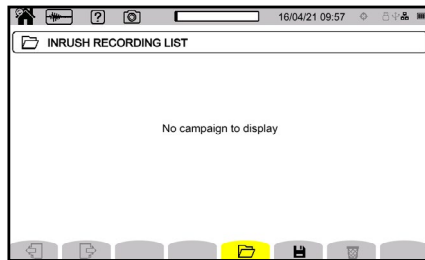 ?
16/04/21 09:57
INRUSH RECORDING LIST
No campaign to display